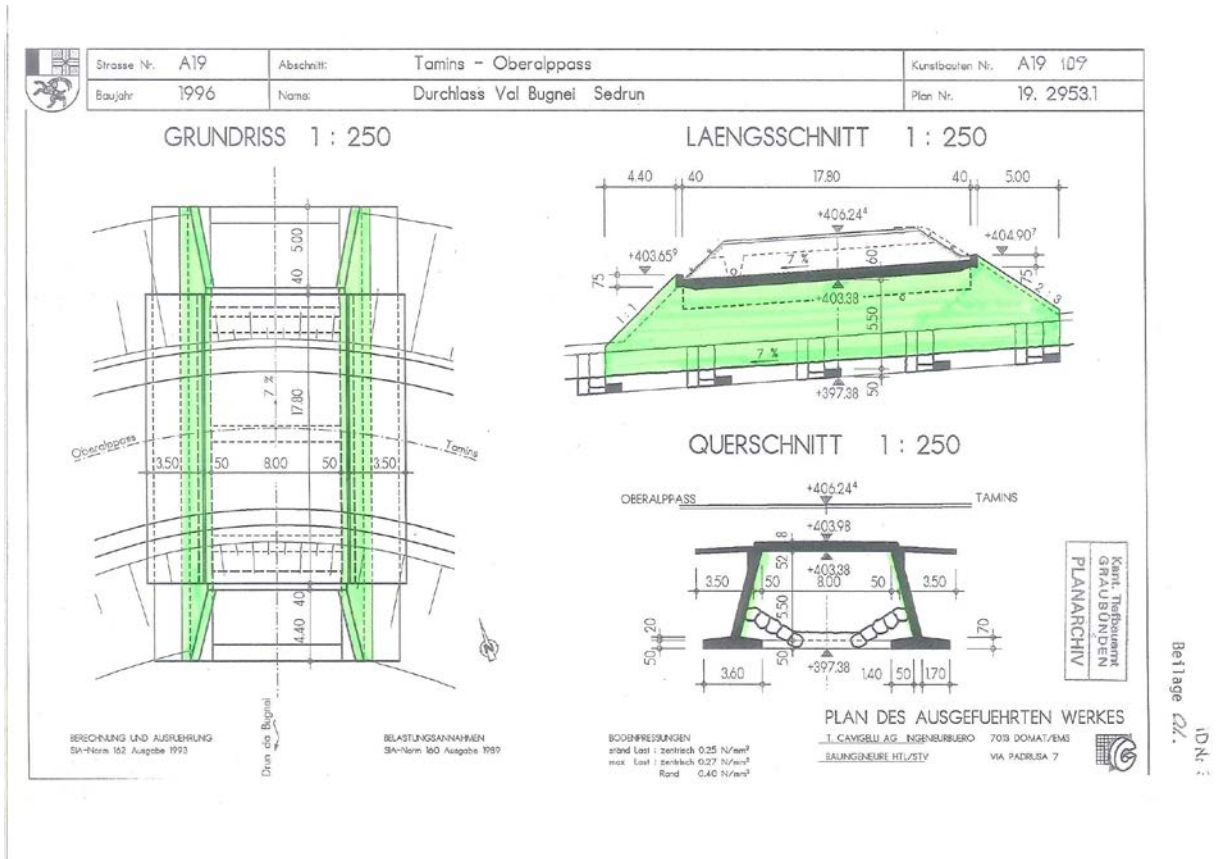 Strasse Nr. A19 Abschnitt: Tamins - Oberalppass Kunstbauten Nr. A19 109
Baujahr 1996 Name: Durchlass Val Bugnei Sedrun Plan Nr. 19. 2953.1
GRUNDRISS 1 : 250
5.00
40
7 %
17.80
Oberalppass
Tamins
3.50 50 8.00 50 3.50
40
4.40
Drun da Bugnei
LAENGSSCHNITT 1 : 250
4.40 40 17.80 40 5.00
+406.24⁴
+403.65⁹
+404.90⁷
75
7 %
60
75
1:1
+403.38
2:3
5.50
7 %
+397.38
50
QUERSCHNITT 1 : 250
OBERALPPASS +406.24⁴ TAMINS
+403.98
8
52
+403.38
3.50 50 8.00 50 3.50
5.50
20
70
50
50
+397.38
3.60 1.40 50 1.70
Kant. Tiefbauamt
GRAUBÜNDEN
PLANARCHIV
Beilage
ID Nr
BERECHNUNG UND AUSFUEHRUNG
SIA-Norm 162 Ausgabe 1993
BELASTUNGSANNAHMEN
SIA-Norm 160 Ausgabe 1989
BODENPRESSUNGEN
ständ Last : zentrisch 0.25 N/mm²
max Last : zentrisch 0.27 N/mm²
Rand 0.40 N/mm²
PLAN DES AUSGEFUEHRTEN WERKES
T. CAVIGELLI AG INGENIEURBUERO 7013 DOMAT/EMS
BAUINGENEURE HTL/STV VIA PADRUSA 7